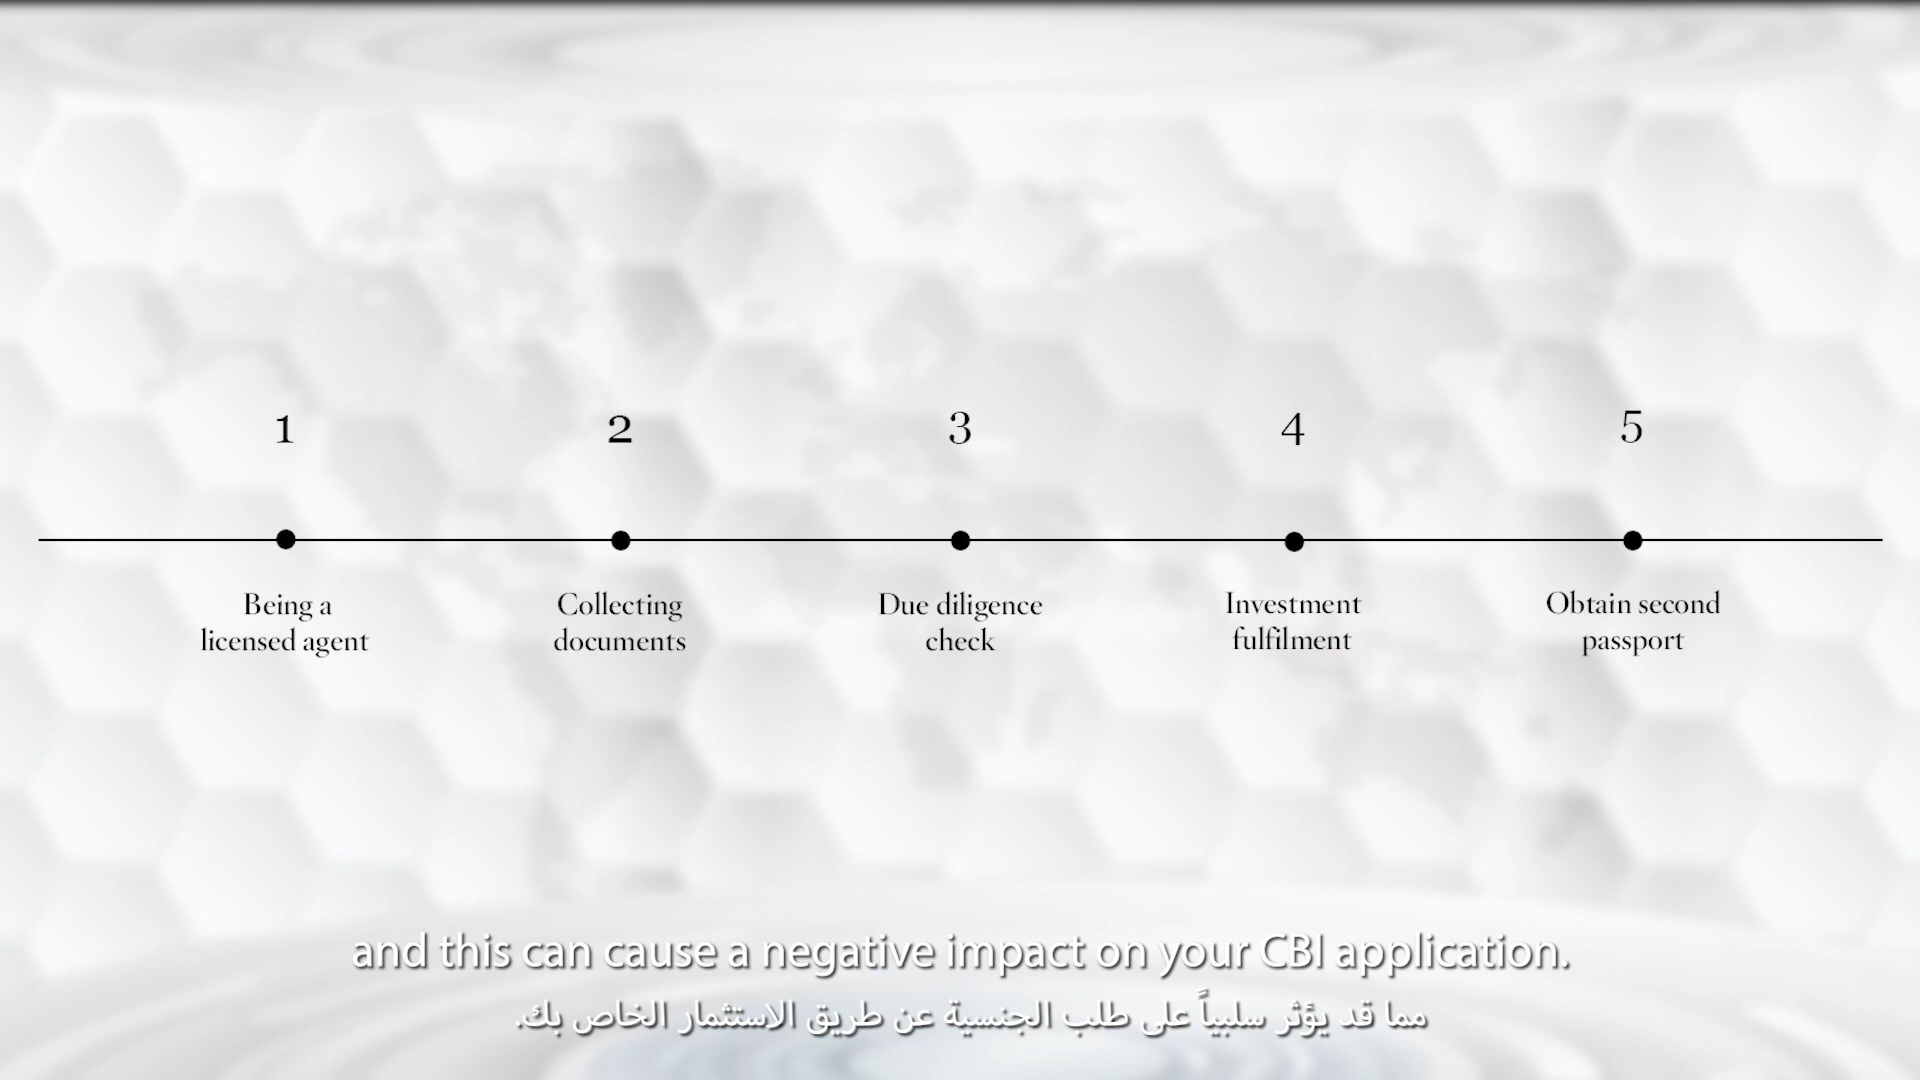 1
2
3
4
5
Being a
licensed agent
Collecting
documents
Due diligence
check
Investment
fulfilment
Obtain second
passport
and this can cause a negative impact on your CBI application.
مما قد يؤثر سلبياً على طلب الجنسية عن طريق الاستثمار الخاص بك.